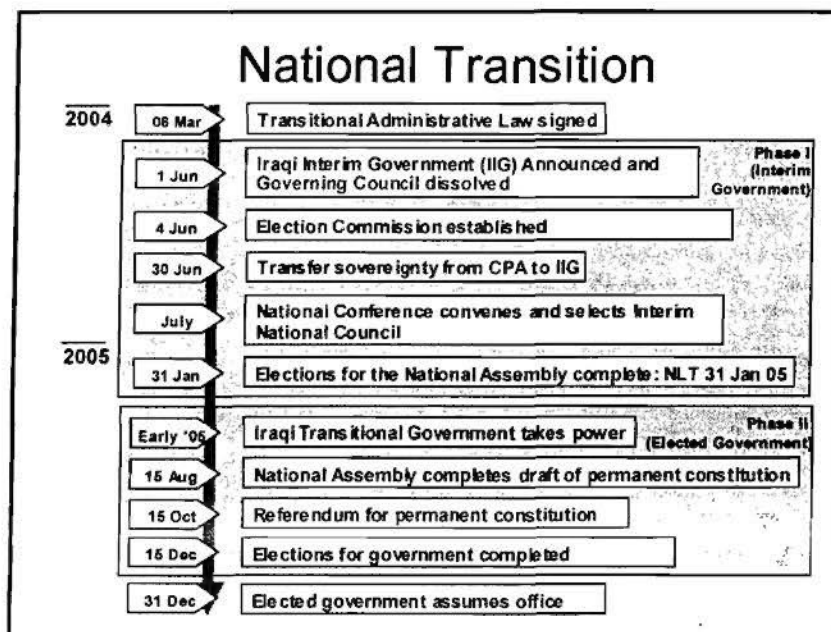 National Transition
2004
08 Mar
Transitional Administrative Law signed
Phase I
(Interim
Government)
1 Jun
Iraqi Interim Government (IIG) Announced and
Governing Council dissolved
4 Jun
Election Commission established
30 Jun
Transfer sovereignty from CPA to IIG
July
National Conference convenes and selects Interim
National Council
2005
31 Jan
Elections for the National Assembly complete: NLT 31 Jan 05
Phase II
(Elected Government)
Early '05
Iraqi Transitional Government takes power
15 Aug
National Assembly completes draft of permanent constitution
15 Oct
Referendum for permanent constitution
15 Dec
Elections for government completed
31 Dec
Elected government assumes office